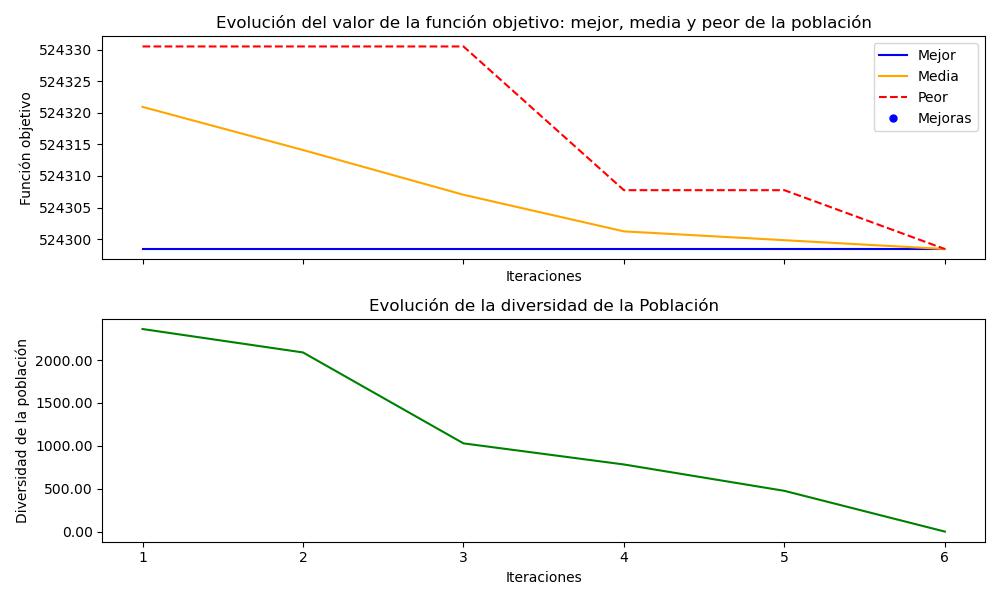 Evolución del valor de la función objetivo: mejor, media y peor de la población
Función objetivo
524330
524325
524320
524315
524310
524305
524300
Mejor
Media
Peor
Mejoras
Iteraciones
Evolución de la diversidad de la Población
Diversidad de la población
2000.00
1500.00
1000.00
500.00
0.00
1 2 3 4 5 6
Iteraciones